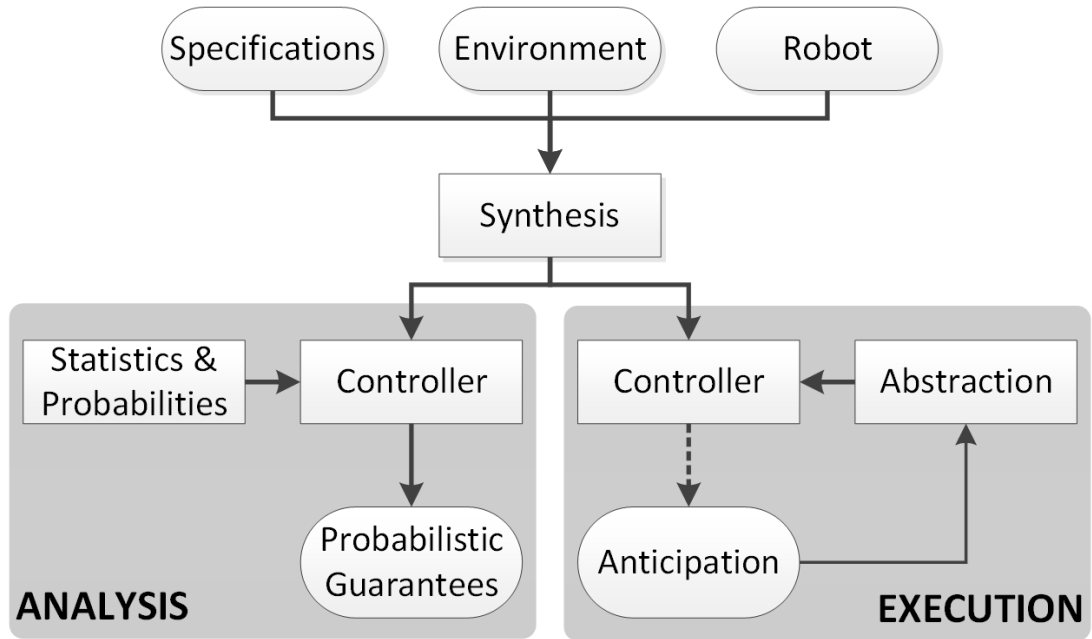 Specifications
Environment
Robot
Synthesis
Statistics &
Probabilities
Controller
Controller
Abstraction
Probabilistic
Guarantees
Anticipation
ANALYSIS
EXECUTION